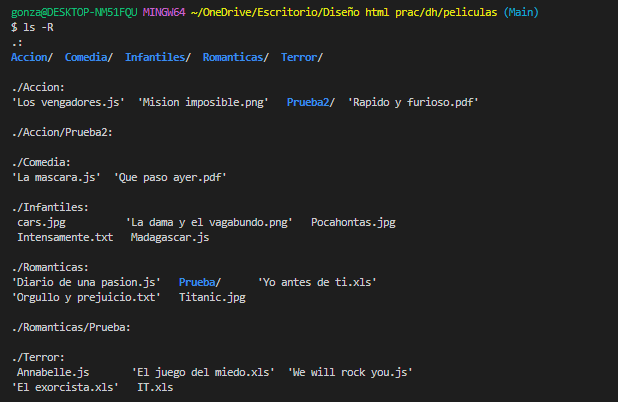 gonza@DESKTOP-NM51FQU MINGW64 ~/OneDrive/Escritorio/Diseño html prac/dh/peliculas (Main)
$ ls -R
.:
Accion/  Comedia/  Infantiles/  Romanticas/  Terror/

./Accion:
'Los vengadores.js'  'Mision imposible.png'   Prueba2/  'Rapido y furioso.pdf'

./Accion/Prueba2:

./Comedia:
'La mascara.js'  'Que paso ayer.pdf'

./Infantiles:
 cars.jpg          'La dama y el vagabundo.png'   Pocahontas.jpg
 Intensamente.txt   Madagascar.js

./Romanticas:
'Diario de una pasion.js'   Prueba/      'Yo antes de ti.xls'
'Orgullo y prejuicio.txt'   Titanic.jpg

./Romanticas/Prueba:

./Terror:
 Annabelle.js       'El juego del miedo.xls'  'We will rock you.js'
'El exorcista.xls'   IT.xls